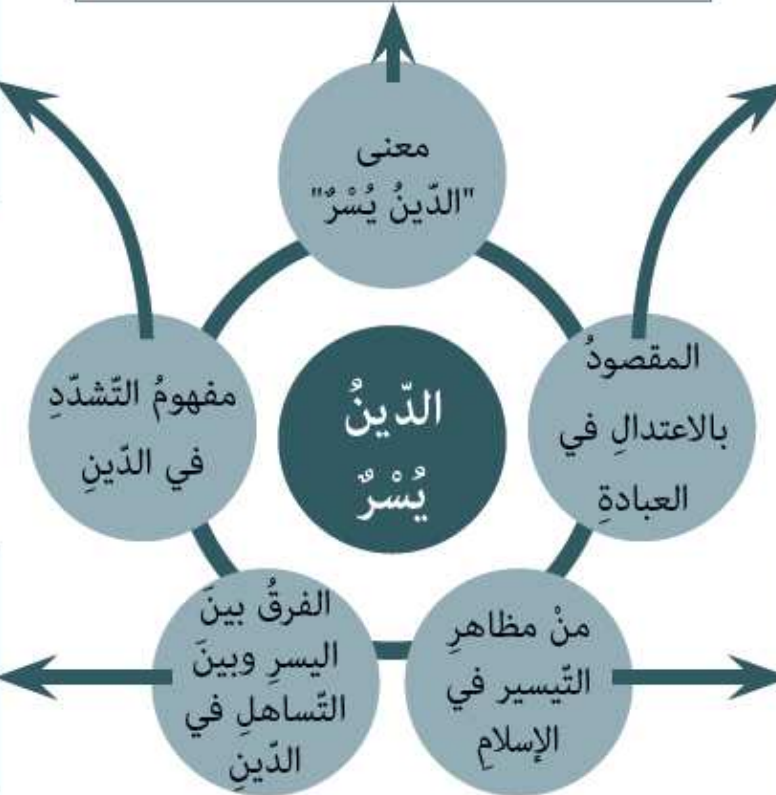 معنى
"الدّينُ يُسْرٌ"
المقصودُ
بالاعتدالِ في
العبادةِ
مفهومُ التّشدّدِ
في الدّينِ
الدّينُ
يُسْرٌ
منْ مظاهرِ
التّيسير في
الإسلامِ
الفرقُ بينَ
اليسرِ وبينَ
التّساهلِ في
الدّينِ